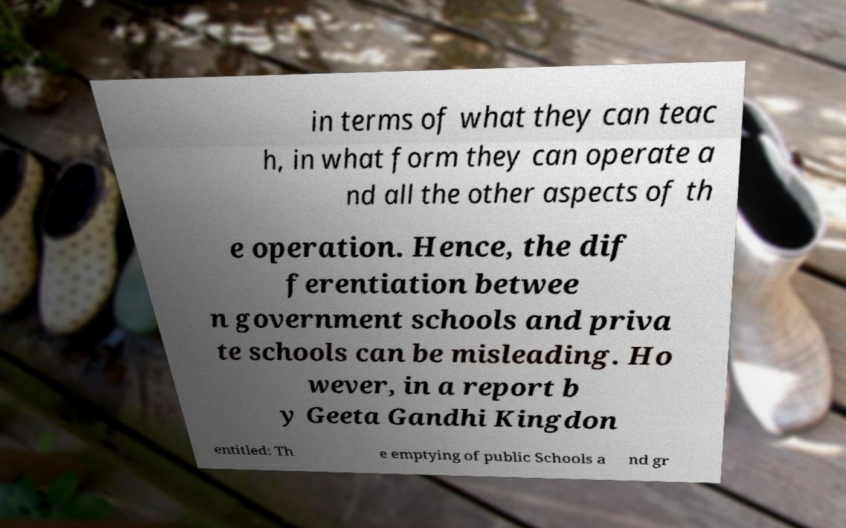 in terms of what they can teac
h, in what form they can operate a
nd all the other aspects of th
e operation. Hence, the dif
ferentiation betwee
n government schools and priva
te schools can be misleading. Ho
wever, in a report b
y Geeta Gandhi Kingdon
entitled: Th e emptying of public Schools a nd gr